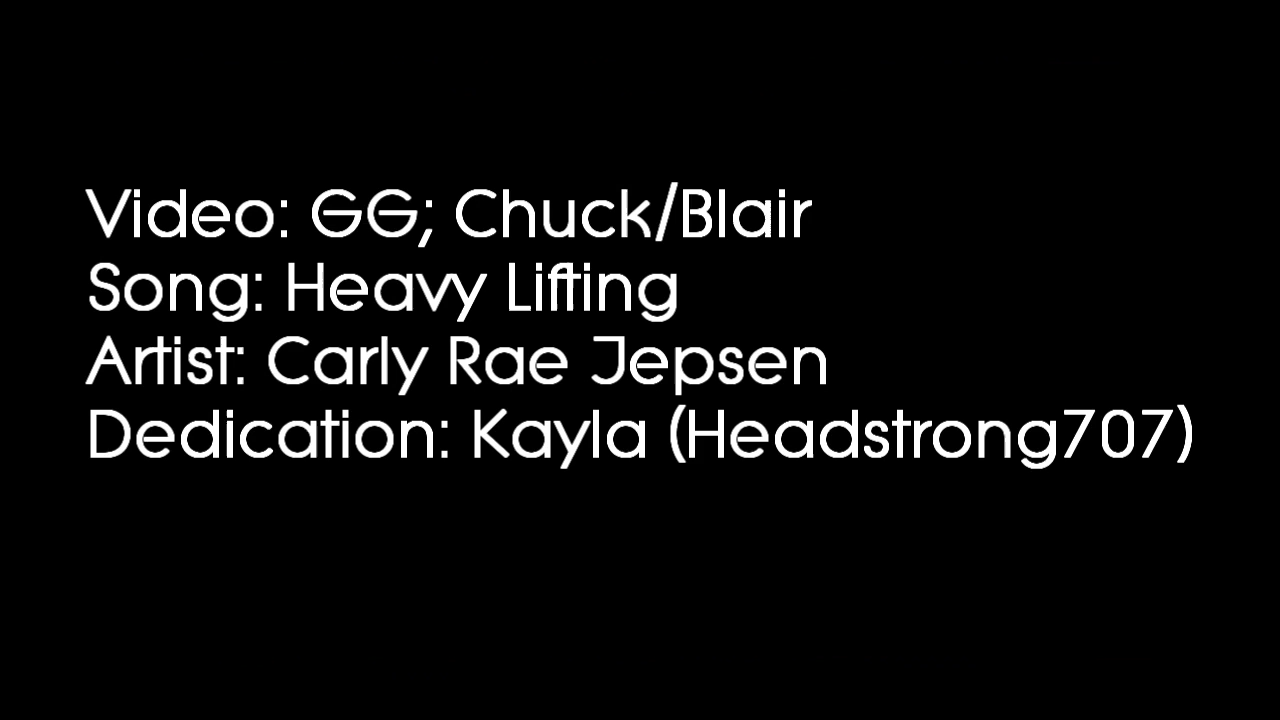 Video: GG; Chuck/Blair
Song: Heavy Lifting
Artist: Carly Rae Jepsen
Dedication: Kayla (Headstrong707)